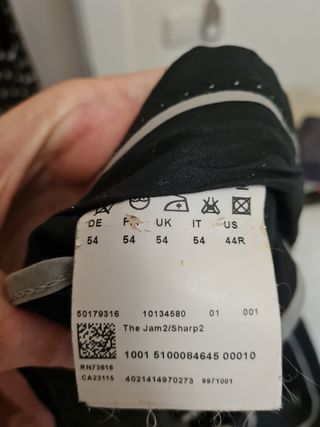 DE UK IT US
54 54 54 54 44R
50179316 10134580 01 001
The Jam2/Sharp2
1001 5100084645 00010
RN73616
CA23115 4021414970273 9971001